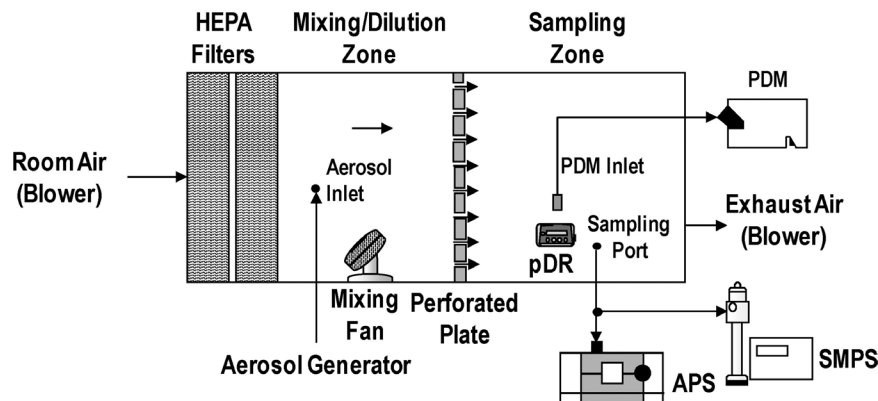 HEPA
Filters
Mixing/Dilution
Zone
Sampling
Zone
PDM
Room Air
(Blower)
Aerosol
Inlet
PDM Inlet
Sampling
Port
Exhaust Air
(Blower)
pDR
Mixing
Fan
Perforated
Plate
Aerosol Generator
APS
SMPS